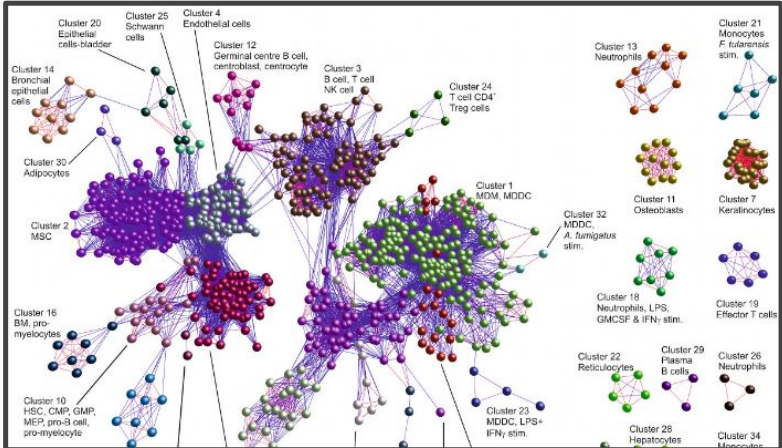 Cluster 20
Epithelial
cells-bladder
Cluster 25
Schwann
cells
Cluster 4
Endothelial cells
Cluster 12
Germinal centre B cell,
centroblast, centrocyte
Cluster 3
B cell, T cell
NK cell
Cluster 24
T cell CD4⁺
Treg cells
Cluster 14
Bronchial
epithelial
cells
Cluster 30
Adipocytes
Cluster 2
MSC
Cluster 1
MDM, MDDC
Cluster 32
MDDC,
A. fumigatus
stim.
Cluster 16
BM, pro-
myelocytes
Cluster 10
HSC, CMP, GMP,
MEP, pro-B cell,
pro-myelocyte
Cluster 23
MDDC, LPS+
IFNγ stim.
Cluster 13
Neutrophils
Cluster 21
Monocytes
F. tularensis
stim.
Cluster 11
Osteoblasts
Cluster 7
Keratinocytes
Cluster 18
Neutrophils, LPS,
GMCSF & IFNγ stim.
Cluster 19
Effector T cells
Cluster 22
Reticulocytes
Cluster 29
Plasma
B cells
Cluster 26
Neutrophils
Cluster 28
Hepatocytes
Cluster 34
Monocytes